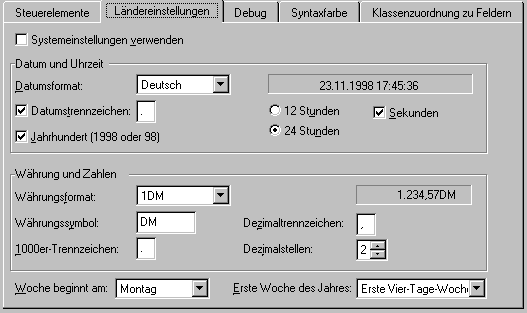 Steuerelemente Ländereinstellungen Debug Syntaxfarbe Klassenzuordnung zu Feldern
Systemeinstellungen verwenden
Datum und Uhrzeit
Datumsformat: Deutsch 23.11.1998 17:45:36
Datumstrennzeichen: . 12 Stunden Sekunden
Jahrhundert (1998 oder 98) 24 Stunden
Währung und Zahlen
Währungsformat: 1DM 1.234,57DM
Währungssymbol: DM Dezimaltrennzeichen: ,
1000er-Trennzeichen: . Dezimalstellen: 2
Woche beginnt am: Montag Erste Woche des Jahres: Erste Vier-Tage-Woch